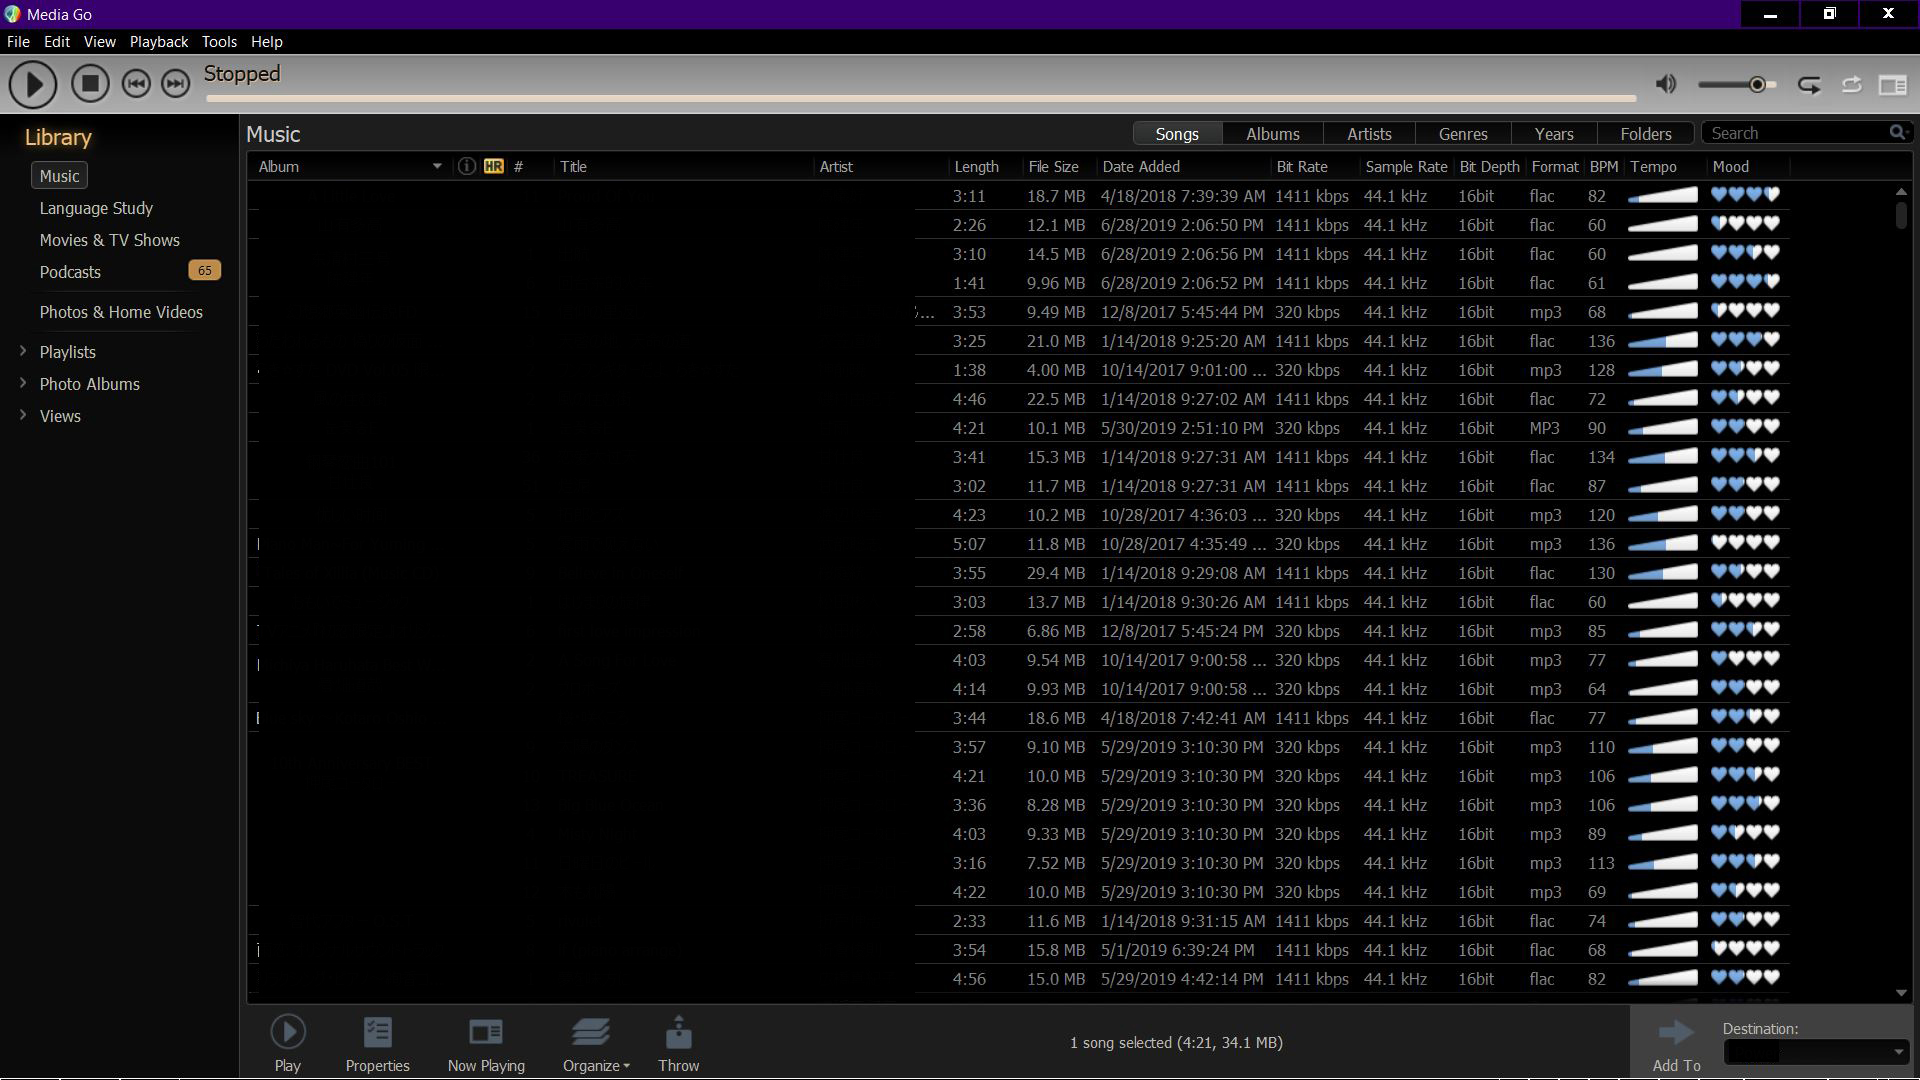 Media Go
File Edit View Playback Tools Help
Stopped
Library
Music
Language Study
Movies & TV Shows
Podcasts 65
Photos & Home Videos
Playlists
Photo Albums
Views
Music Songs Albums Artists Genres Years Folders Search
Album HR # Title Artist Length File Size Date Added Bit Rate Sample Rate Bit Depth Format BPM Tempo Mood
3:11 18.7 MB 4/18/2018 7:39:39 AM 1411 kbps 44.1 kHz 16bit flac 82
2:26 12.1 MB 6/28/2019 2:06:50 PM 1411 kbps 44.1 kHz 16bit flac 60
3:10 14.5 MB 6/28/2019 2:06:56 PM 1411 kbps 44.1 kHz 16bit flac 60
1:41 9.96 MB 6/28/2019 2:06:52 PM 1411 kbps 44.1 kHz 16bit flac 61
... 3:53 9.49 MB 12/8/2017 5:45:44 PM 320 kbps 44.1 kHz 16bit mp3 68
3:25 21.0 MB 1/14/2018 9:25:20 AM 1411 kbps 44.1 kHz 16bit flac 136
1:38 4.00 MB 10/14/2017 9:01:00 ... 320 kbps 44.1 kHz 16bit mp3 128
4:46 22.5 MB 1/14/2018 9:27:02 AM 1411 kbps 44.1 kHz 16bit flac 72
4:21 10.1 MB 5/30/2019 2:51:10 PM 320 kbps 44.1 kHz 16bit MP3 90
3:41 15.3 MB 1/14/2018 9:27:31 AM 1411 kbps 44.1 kHz 16bit flac 134
3:02 11.7 MB 1/14/2018 9:27:31 AM 1411 kbps 44.1 kHz 16bit flac 87
4:23 10.2 MB 10/28/2017 4:36:03 ... 320 kbps 44.1 kHz 16bit mp3 120
5:07 11.8 MB 10/28/2017 4:35:49 ... 320 kbps 44.1 kHz 16bit mp3 136
3:55 29.4 MB 1/14/2018 9:29:08 AM 1411 kbps 44.1 kHz 16bit flac 130
3:03 13.7 MB 1/14/2018 9:30:26 AM 1411 kbps 44.1 kHz 16bit flac 60
2:58 6.86 MB 12/8/2017 5:45:24 PM 320 kbps 44.1 kHz 16bit mp3 85
4:03 9.54 MB 10/14/2017 9:00:58 ... 320 kbps 44.1 kHz 16bit mp3 77
4:14 9.93 MB 10/14/2017 9:00:58 ... 320 kbps 44.1 kHz 16bit mp3 64
3:44 18.6 MB 4/18/2018 7:42:41 AM 1411 kbps 44.1 kHz 16bit flac 77
3:57 9.10 MB 5/29/2019 3:10:30 PM 320 kbps 44.1 kHz 16bit mp3 110
4:21 10.0 MB 5/29/2019 3:10:30 PM 320 kbps 44.1 kHz 16bit mp3 106
3:36 8.28 MB 5/29/2019 3:10:30 PM 320 kbps 44.1 kHz 16bit mp3 106
4:03 9.33 MB 5/29/2019 3:10:30 PM 320 kbps 44.1 kHz 16bit mp3 89
3:16 7.52 MB 5/29/2019 3:10:30 PM 320 kbps 44.1 kHz 16bit mp3 113
4:22 10.0 MB 5/29/2019 3:10:30 PM 320 kbps 44.1 kHz 16bit mp3 69
2:33 11.6 MB 1/14/2018 9:31:15 AM 1411 kbps 44.1 kHz 16bit flac 74
3:54 15.8 MB 5/1/2019 6:39:24 PM 1411 kbps 44.1 kHz 16bit flac 68
4:56 15.0 MB 5/29/2019 4:42:14 PM 1411 kbps 44.1 kHz 16bit flac 82
Play Properties Now Playing Organize Throw
1 song selected (4:21, 34.1 MB)
Add To
Destination: